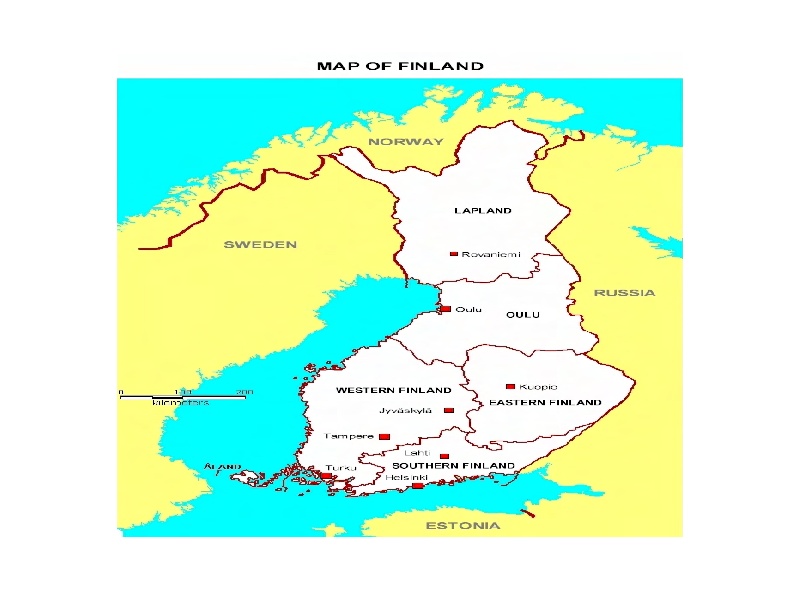 MAP OF FINLAND
NORWAY
LAPLAND
SWEDEN
Rovaniemi
RUSSIA
Oulu
OULU
WESTERN FINLAND
Kuopio
EASTERN FINLAND
0 200
kilometers
Jyväskylä
Tampere
Lahti
ÅLAND
Turku
SOUTHERN FINLAND
Helsinki
ESTONIA